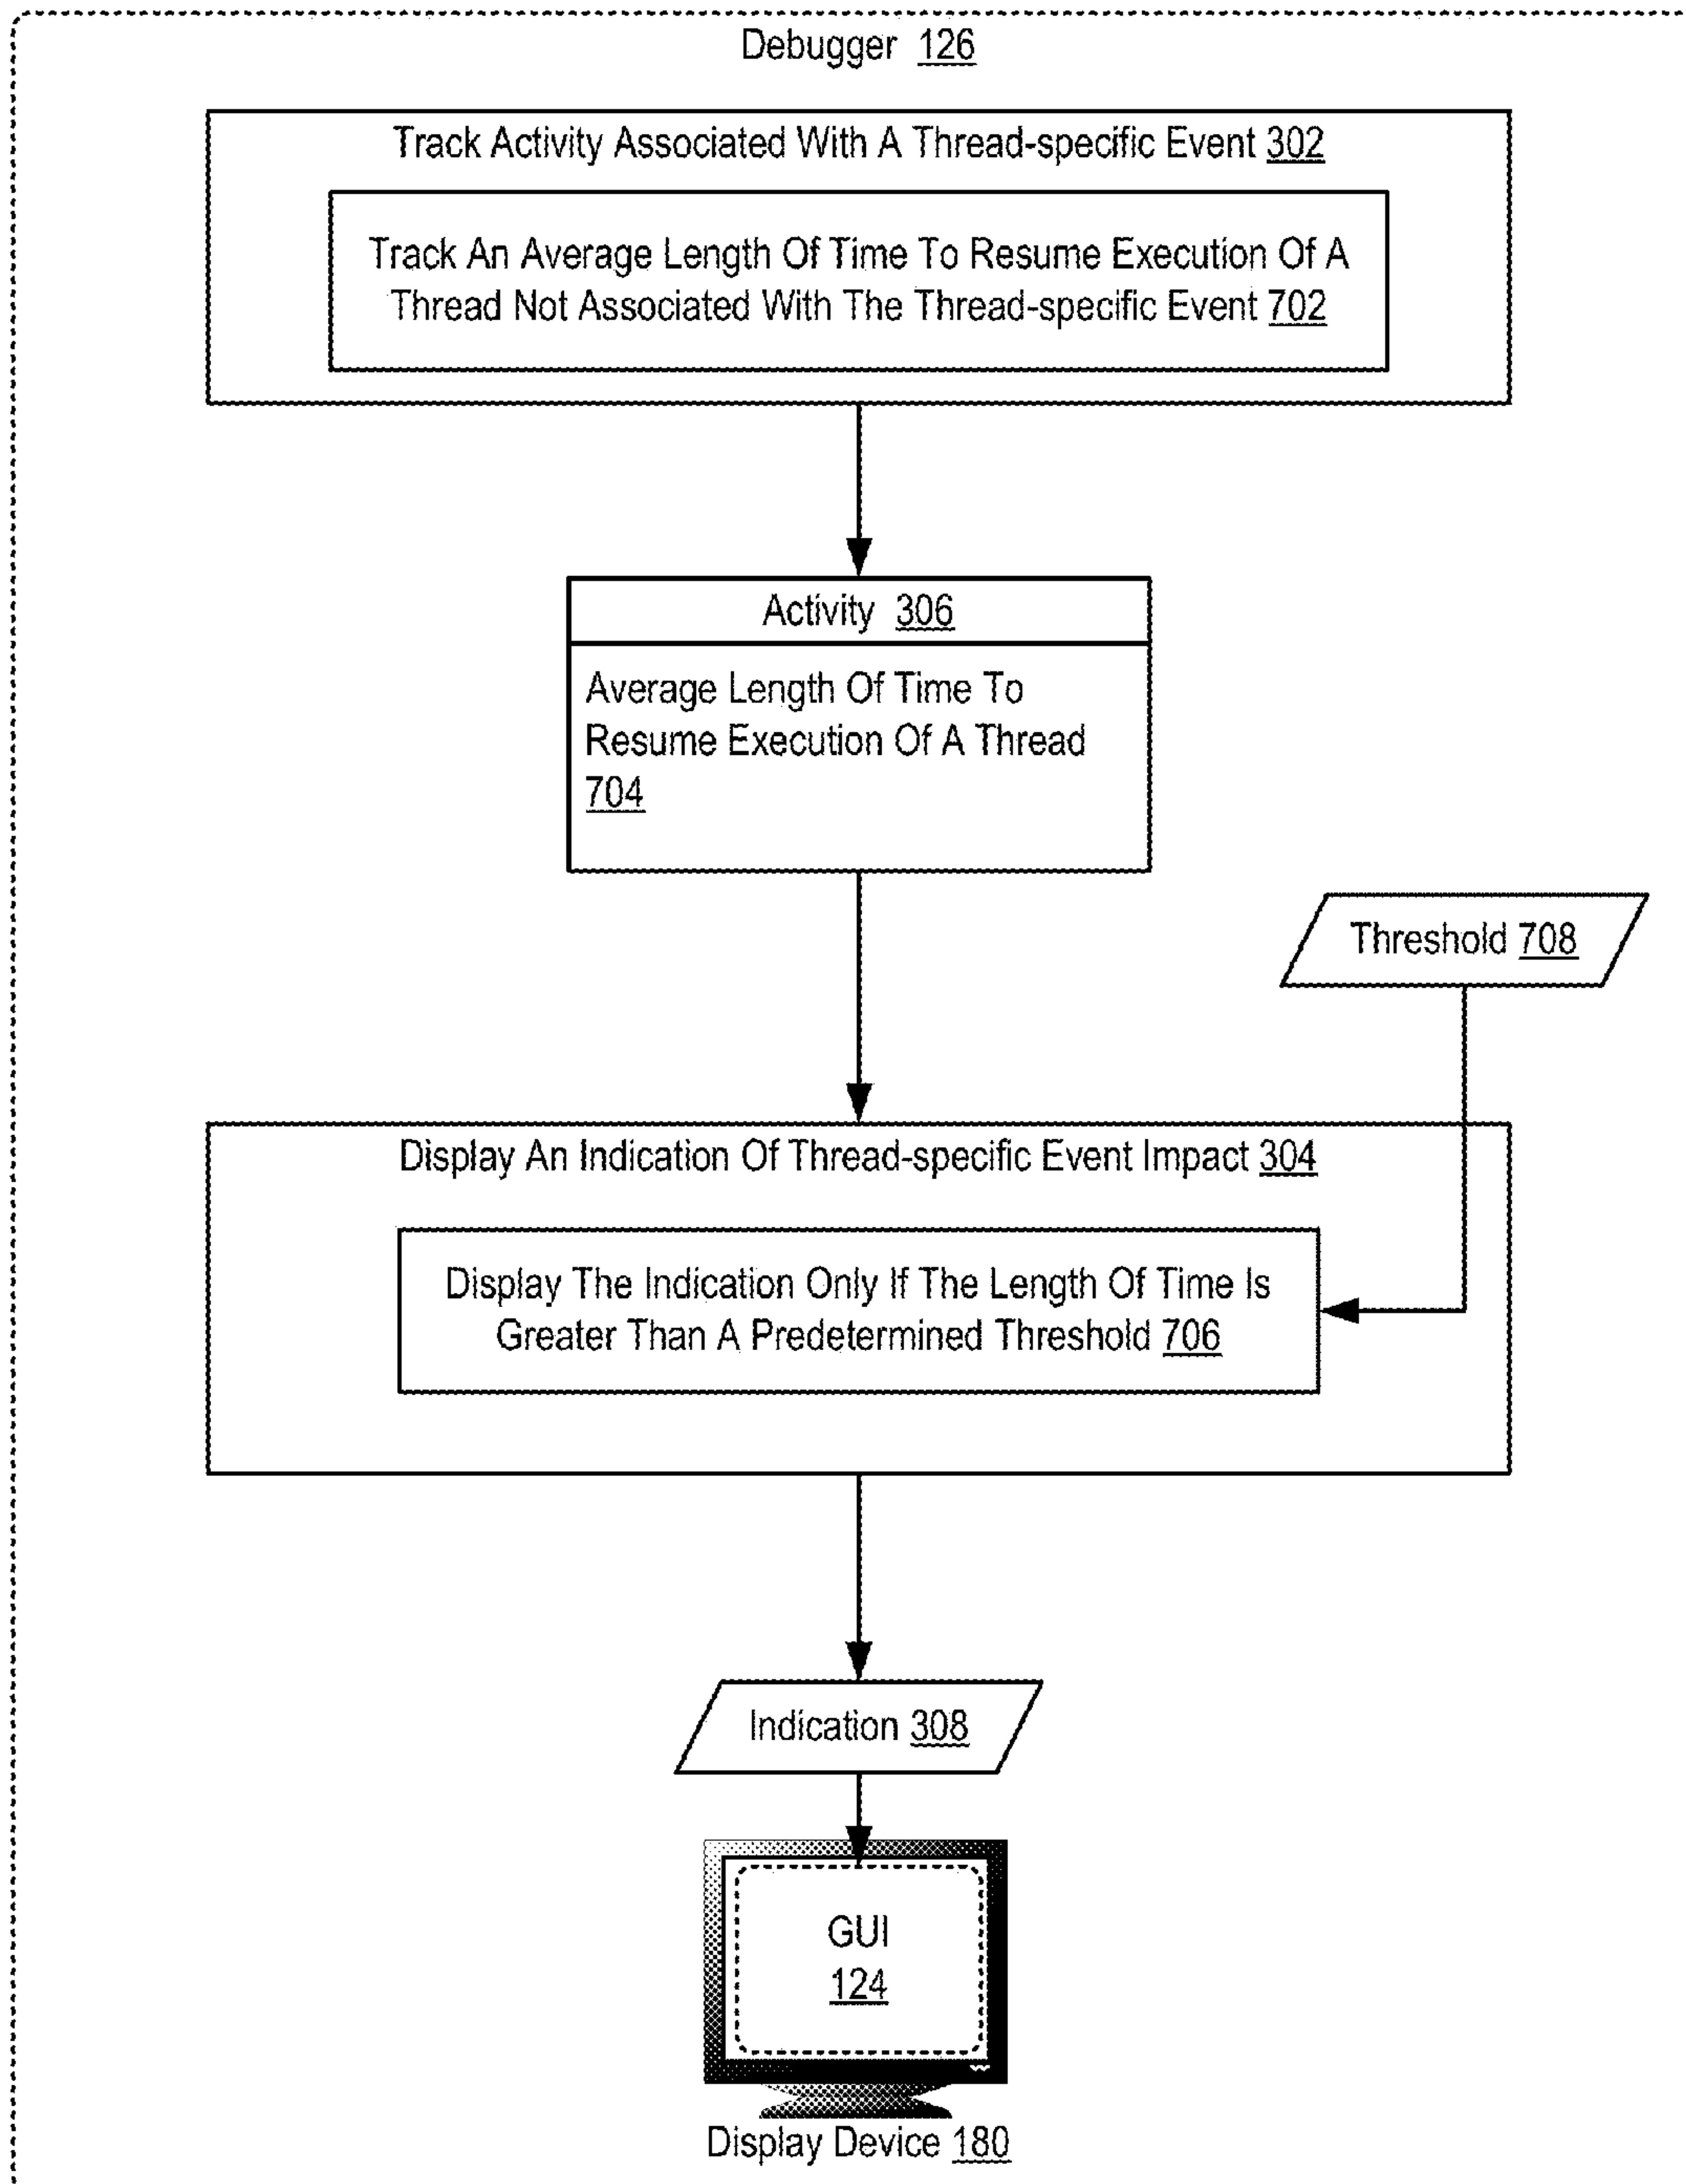 Debugger 126
Track Activity Associated With A Thread-specific Event 302
Track An Average Length Of Time To Resume Execution Of A
Thread Not Associated With The Thread-specific Event 702
Activity 306
Average Length Of Time To
Resume Execution Of A Thread
704
Threshold 708
Display An Indication Of Thread-specific Event Impact 304
Display The Indication Only If The Length Of Time Is
Greater Than A Predetermined Threshold 706
Indication 308
GUI
124
Display Device 180